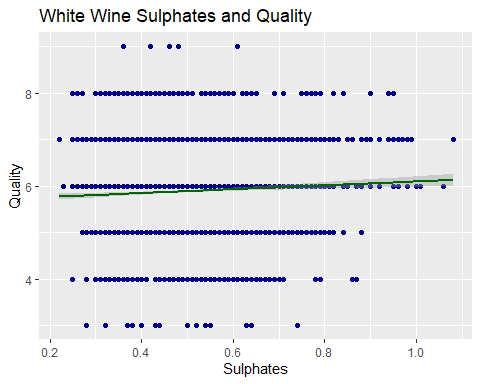 White Wine Sulphates and Quality
Quality
8
6
4
0.2 0.4 0.6 0.8 1.0
Sulphates